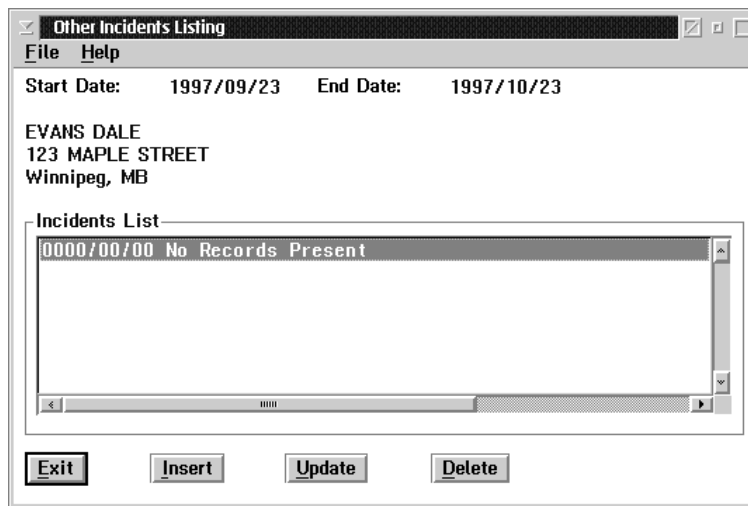 Other Incidents Listing
File Help
Start Date: 1997/09/23 End Date: 1997/10/23
EVANS DALE
123 MAPLE STREET
Winnipeg, MB
Incidents List
0000/00/00 No Records Present
Exit Insert Update Delete